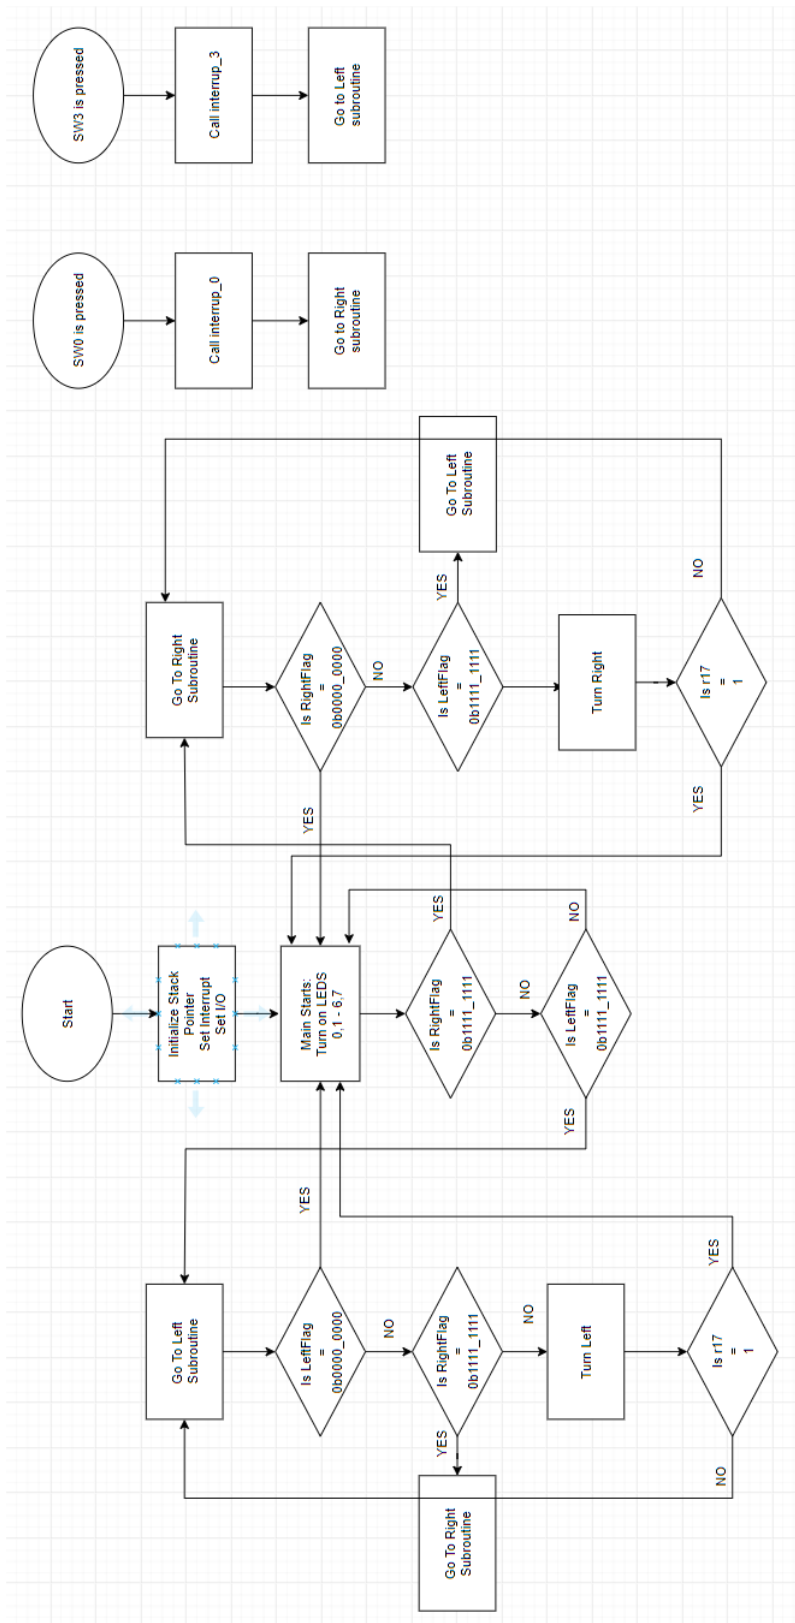 Start
Initialize Stack
Pointer
Set Interrupt
Set I/O
Main Starts:
Turn on LEDS
0,1 - 6,7
Is RightFlag
=
0b1111_1111
YES
NO
Is LeftFlag
=
0b1111_1111
YES
NO
Go To Left
Subroutine
Is LeftFlag
=
0b0000_0000
YES
NO
Is RightFlag
=
0b1111_1111
YES
NO
Go To Right
Subroutine
Turn Left
Is r17
=
1
YES
NO
Go To Right
Subroutine
Is RightFlag
=
0b0000_0000
YES
NO
Is LeftFlag
=
0b1111_1111
YES
Go To Left
Subroutine
Turn Right
Is r17
=
1
YES
NO
SW0 is pressed
Call interrup_0
Go to Right
subroutine
SW3 is pressed
Call interrup_3
Go to Left
subroutine